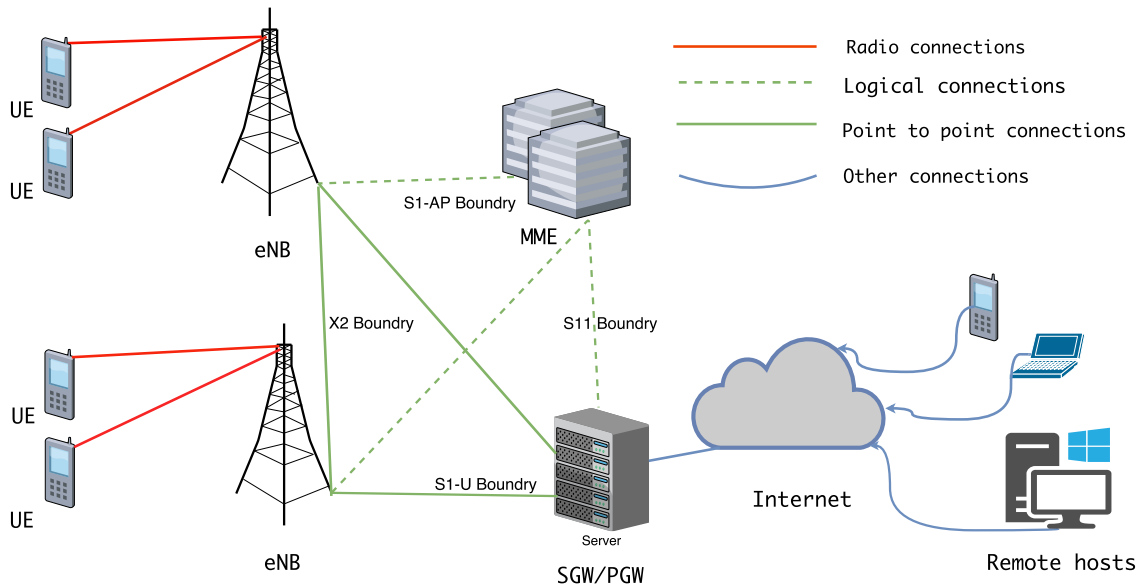 Radio connections
UE
Logical connections
Point to point connections
UE
Other connections
S1-AP Boundry
MME
eNB
X2 Boundry
S11 Boundry
UE
S1-U Boundry
Internet
UE
Server
eNB
SGW/PGW
Remote hosts